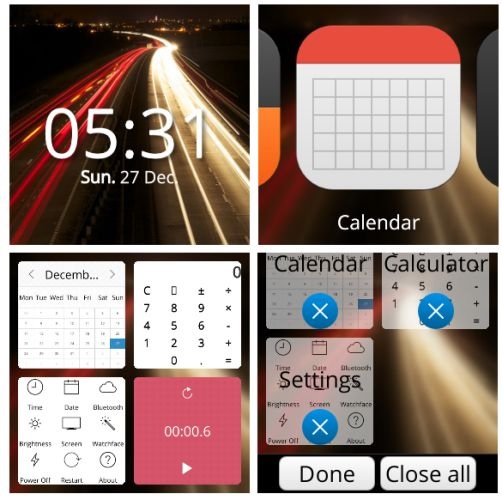 05:31
Sun. 27 Dec.
Calendar
Decemb...
Mon Tue Wed Thu Fri Sat Sun
0
C ± +
7 8 9 ×
4 5 6 -
1 2 3 +
0 . =
Time Date Bluetooth
Brightness Screen Watchface
Power Off Restart About
00:00.6
Calendar Calculator
4 5 6 -
1
Settings
Time Date Bluetooth
Brightness Screen Watchface
Power Off About
Done Close all